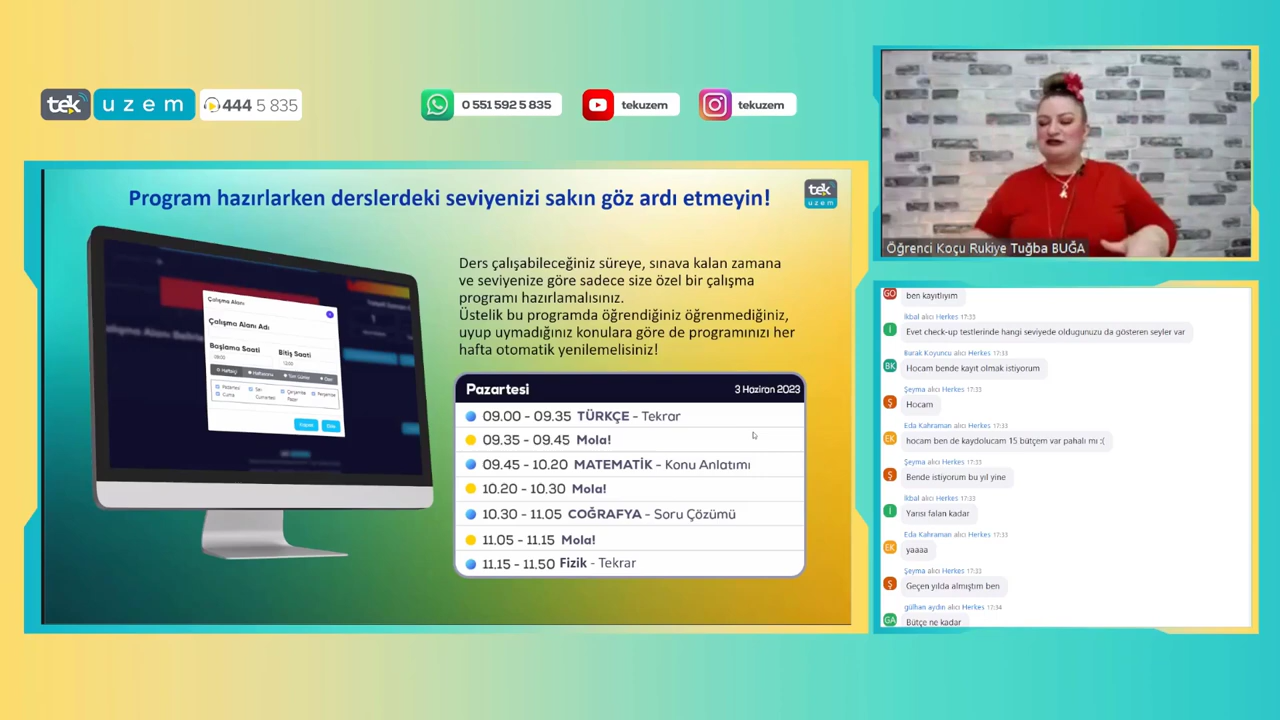 tek uzem 444 5 835
0 551 592 5 835
tekuzem
tekuzem
Program hazırlarken derslerdeki seviyenizi sakın göz ardı etmeyin!
tek
uzem
Ders çalışabileceğiniz süreye, sınava kalan zamana
ve seviyenize göre sadece size özel bir çalışma
programı hazırlamalısınız.
Üstelik bu programda öğrendiğiniz öğrenmediğiniz,
uyup uymadığınız konulara göre de programınızı her
hafta otomatik yenilemelisiniz!
Çalışma Alanı
Çalışma Alanı Adı
Başlama Saati
Bitiş Saati
Pazartesi
3 Haziran 2023
09.00 - 09.35 TÜRKÇE - Tekrar
09.35 - 09.45 Mola!
09.45 - 10.20 MATEMATİK - Konu Anlatımı
10.20 - 10.30 Mola!
10.30 - 11.05 COĞRAFYA - Soru Çözümü
11.05 - 11.15 Mola!
11.15 - 11.50 Fizik - Tekrar
Öğrenci Koçu Rukiye Tuğba BUĞA
GO
ben kayıtlıyım
İkbal alıcı Herkes 17:33
İ
Evet check-up testlerinde hangi seviyede oldugunuzu da gösteren seyler var
Burak Koyuncu alıcı Herkes 17:33
BK
Hocam bende kayıt olmak istiyorum
Şeyma alıcı Herkes 17:33
Ş
Hocam
Eda Kahraman alıcı Herkes 17:33
EK
hocam ben de kaydolucam 15 bütçem var pahalı mı :(
Şeyma alıcı Herkes 17:33
Ş
Bende istiyorum bu yıl yine
İkbal alıcı Herkes 17:33
İ
Yarısı falan kadar
Eda Kahraman alıcı Herkes 17:33
EK
yaaaa
Şeyma alıcı Herkes 17:33
Ş
Geçen yılda almıştım ben
gülhan aydın alıcı Herkes 17:34
GA
Bütçe ne kadar